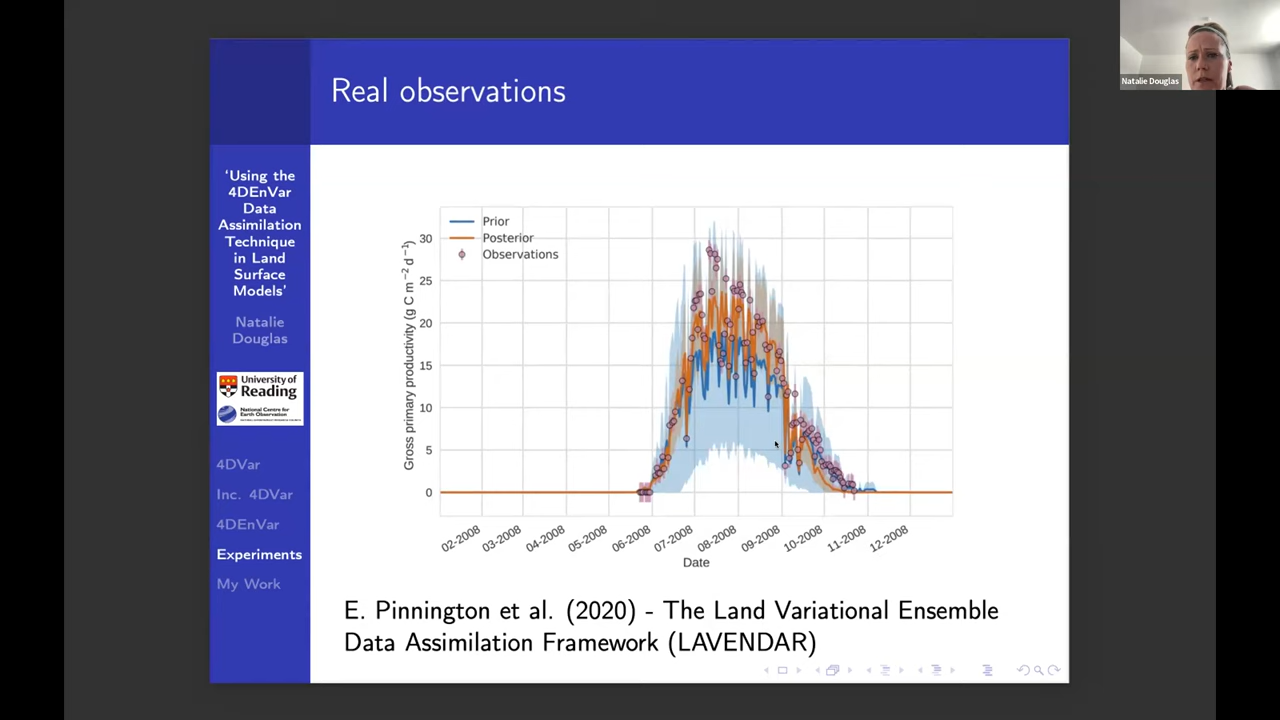 Natalie Douglas
Real observations
‘Using the
4DEnVar
Data
Assimilation
Technique
in Land
Surface
Models’
Natalie
Douglas
University of
Reading
National Centre for
Earth Observation
4DVar
Inc. 4DVar
4DEnVar
Experiments
My Work
Prior
Posterior
Observations
Gross primary productivity (g C m⁻² d⁻¹)
30
25
20
15
10
5
0
02-2008
03-2008
04-2008
05-2008
06-2008
07-2008
08-2008
09-2008
10-2008
11-2008
12-2008
Date
E. Pinnington et al. (2020) - The Land Variational Ensemble
Data Assimilation Framework (LAVENDAR)